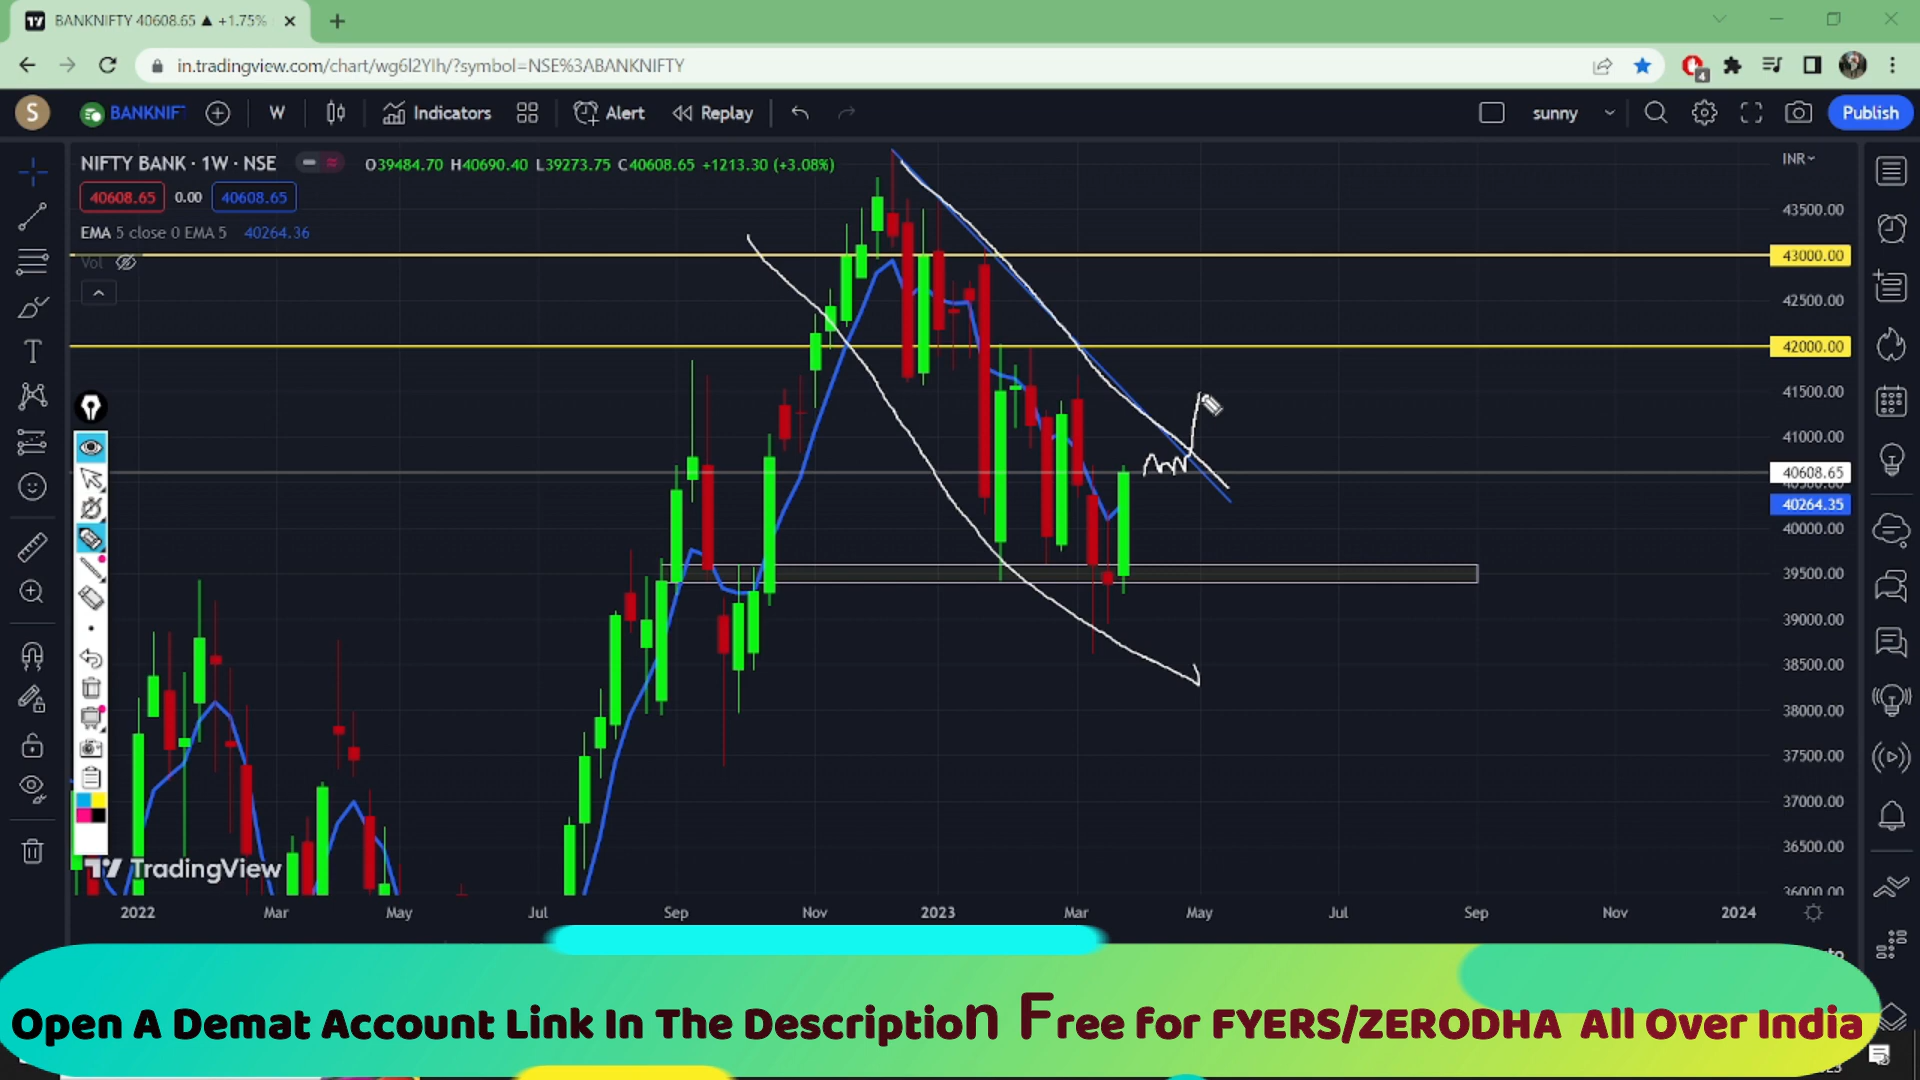 BANKNIFTY 40608.65 ▲ +1.75%
in.tradingview.com/chart/wg6l2YIh/?symbol=NSE%3ABANKNIFTY
4
S BANKNIF W Indicators Alert Replay sunny Publish
NIFTY BANK · 1W · NSE O39484.70 H40690.40 L39273.75 C40608.65 +1213.30 (+3.08%) INR
40608.65 0.00 40608.65
EMA 5 close 0 EMA 5 40264.36
Vol
43500.00
43000.00
42500.00
42000.00
41500.00
41000.00
40608.65
40264.35
40000.00
39500.00
39000.00
38500.00
38000.00
37500.00
37000.00
36500.00
36000.00
TradingView
2022 Mar May Jul Sep Nov 2023 Mar May Jul Sep Nov 2024
Open A Demat Account Link In The Description Free for FYERS/ZERODHA All Over India